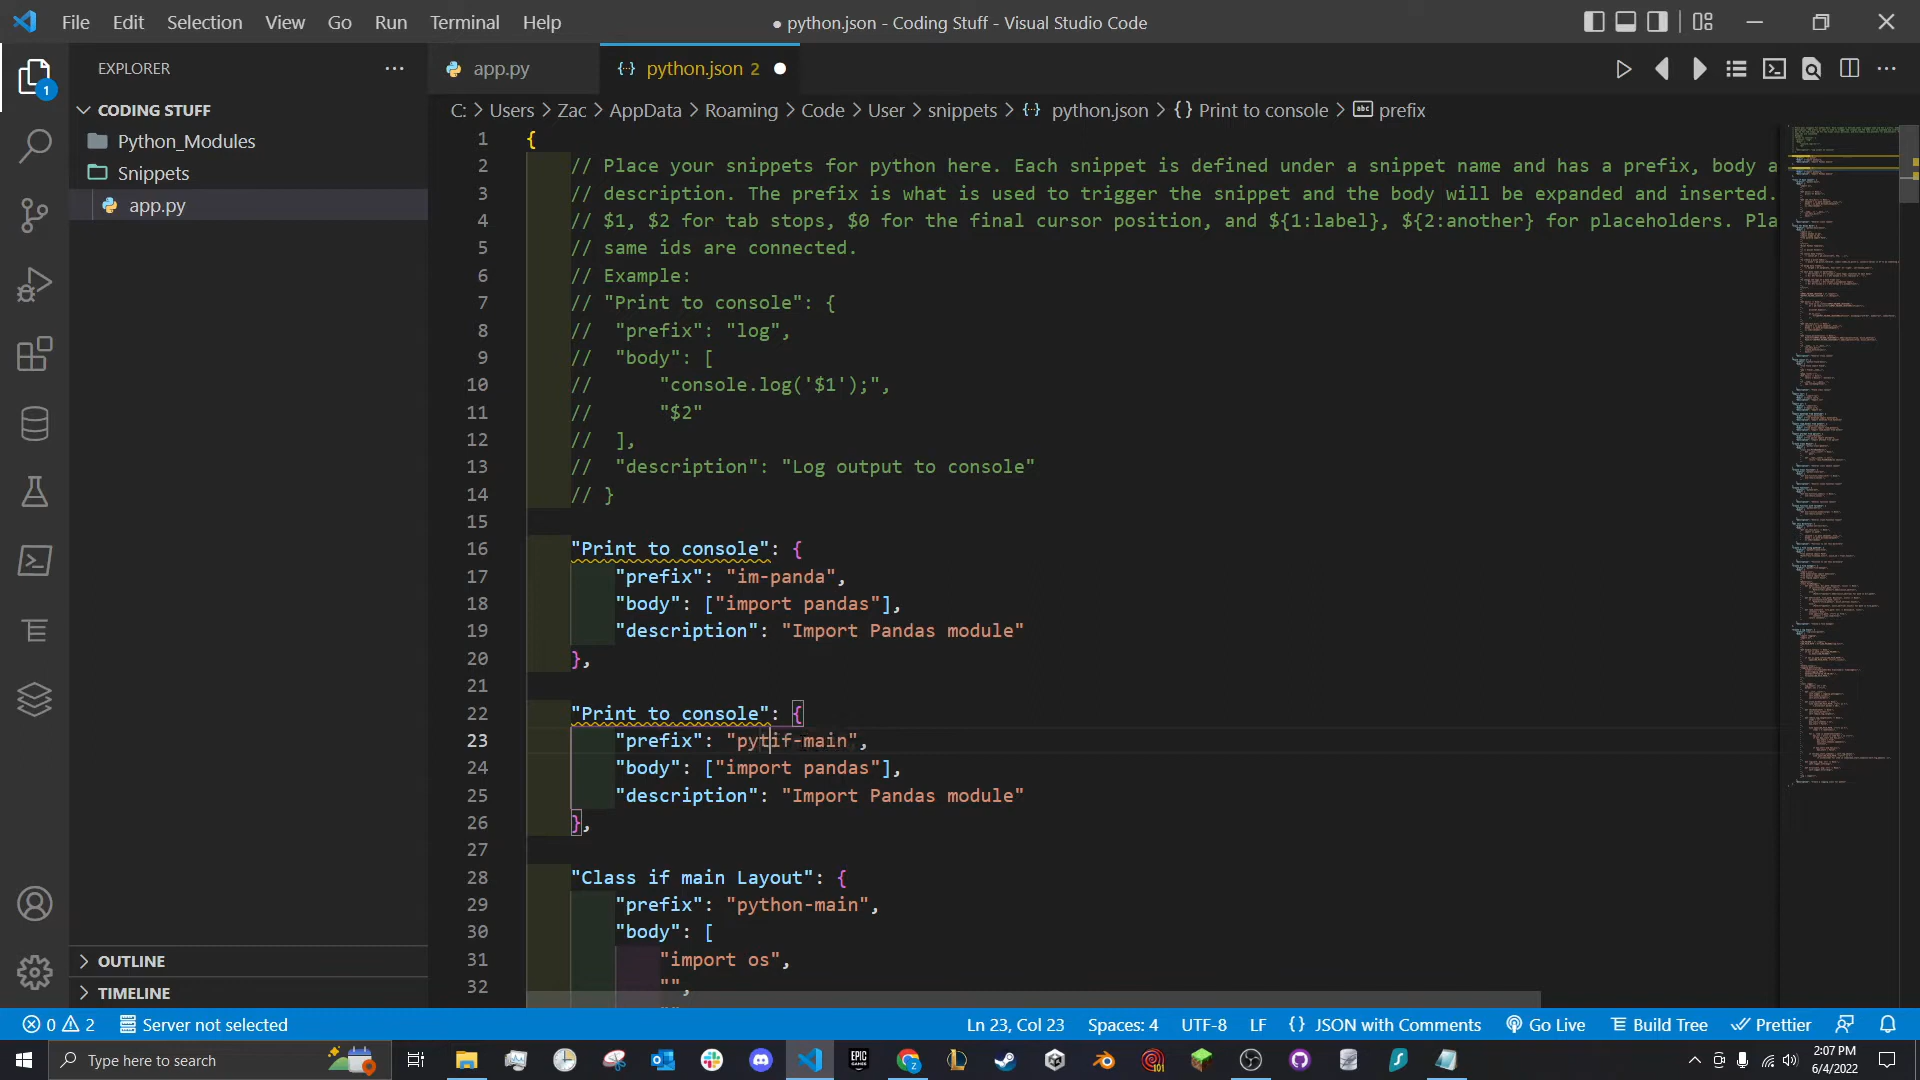 File Edit Selection View Go Run Terminal Help
● python.json - Coding Stuff - Visual Studio Code
EXPLORER
app.py
python.json 2
1
CODING STUFF
Python_Modules
Snippets
app.py
C: > Users > Zac > AppData > Roaming > Code > User > snippets > {} python.json > {} Print to console > abc prefix
1 {
2 // Place your snippets for python here. Each snippet is defined under a snippet name and has a prefix, body a
3 // description. The prefix is what is used to trigger the snippet and the body will be expanded and inserted.
4 // $1, $2 for tab stops, $0 for the final cursor position, and ${1:label}, ${2:another} for placeholders. Pla
5 // same ids are connected.
6 // Example:
7 // "Print to console": {
8 // "prefix": "log",
9 // "body": [
10 // "console.log('$1');",
11 // "$2"
12 // ],
13 // "description": "Log output to console"
14 // }
15
16 "Print to console": {
17 "prefix": "im-panda",
18 "body": ["import pandas"],
19 "description": "Import Pandas module"
20 },
21
22 "Print to console": {
23 "prefix": "pytif-main",
24 "body": ["import pandas"],
25 "description": "Import Pandas module"
26 },
27
28 "Class if main Layout": {
29 "prefix": "python-main",
30 "body": [
31 "import os",
32 "",
OUTLINE
TIMELINE
0 2 Server not selected
Ln 23, Col 23 Spaces: 4 UTF-8 LF {} JSON with Comments Go Live Build Tree Prettier
Type here to search
EPIC GAMES
2:07 PM
6/4/2022